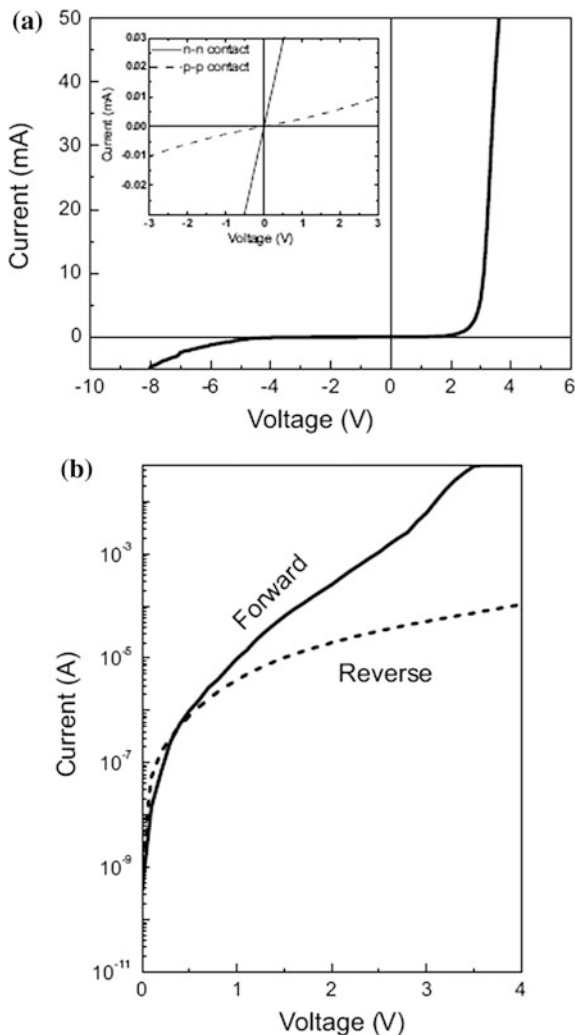 (a)
50
40
30
20
10
0
Current (mA)
-10 -8 -6 -4 -2 0 2 4 6
Voltage (V)
0.03
0.02
0.01
0.00
-0.01
-0.02
Current (mA)
n-n contact
p-p contact
-3 -2 -1 0 1 2 3
Voltage (V)
(b)
10-3
10-5
10-7
10-9
10-11
Current (A)
Forward
Reverse
0 1 2 3 4
Voltage (V)